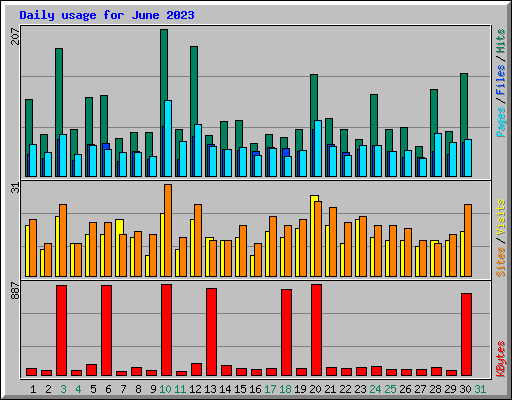 Daily usage for June 2023
207
Pages / Files / Hits
31
Sites / Visits
887
KBytes
1 2 3 4 5 6 7 8 9 10 11 12 13 14 15 16 17 18 19 20 21 22 23 24 25 26 27 28 29 30 31